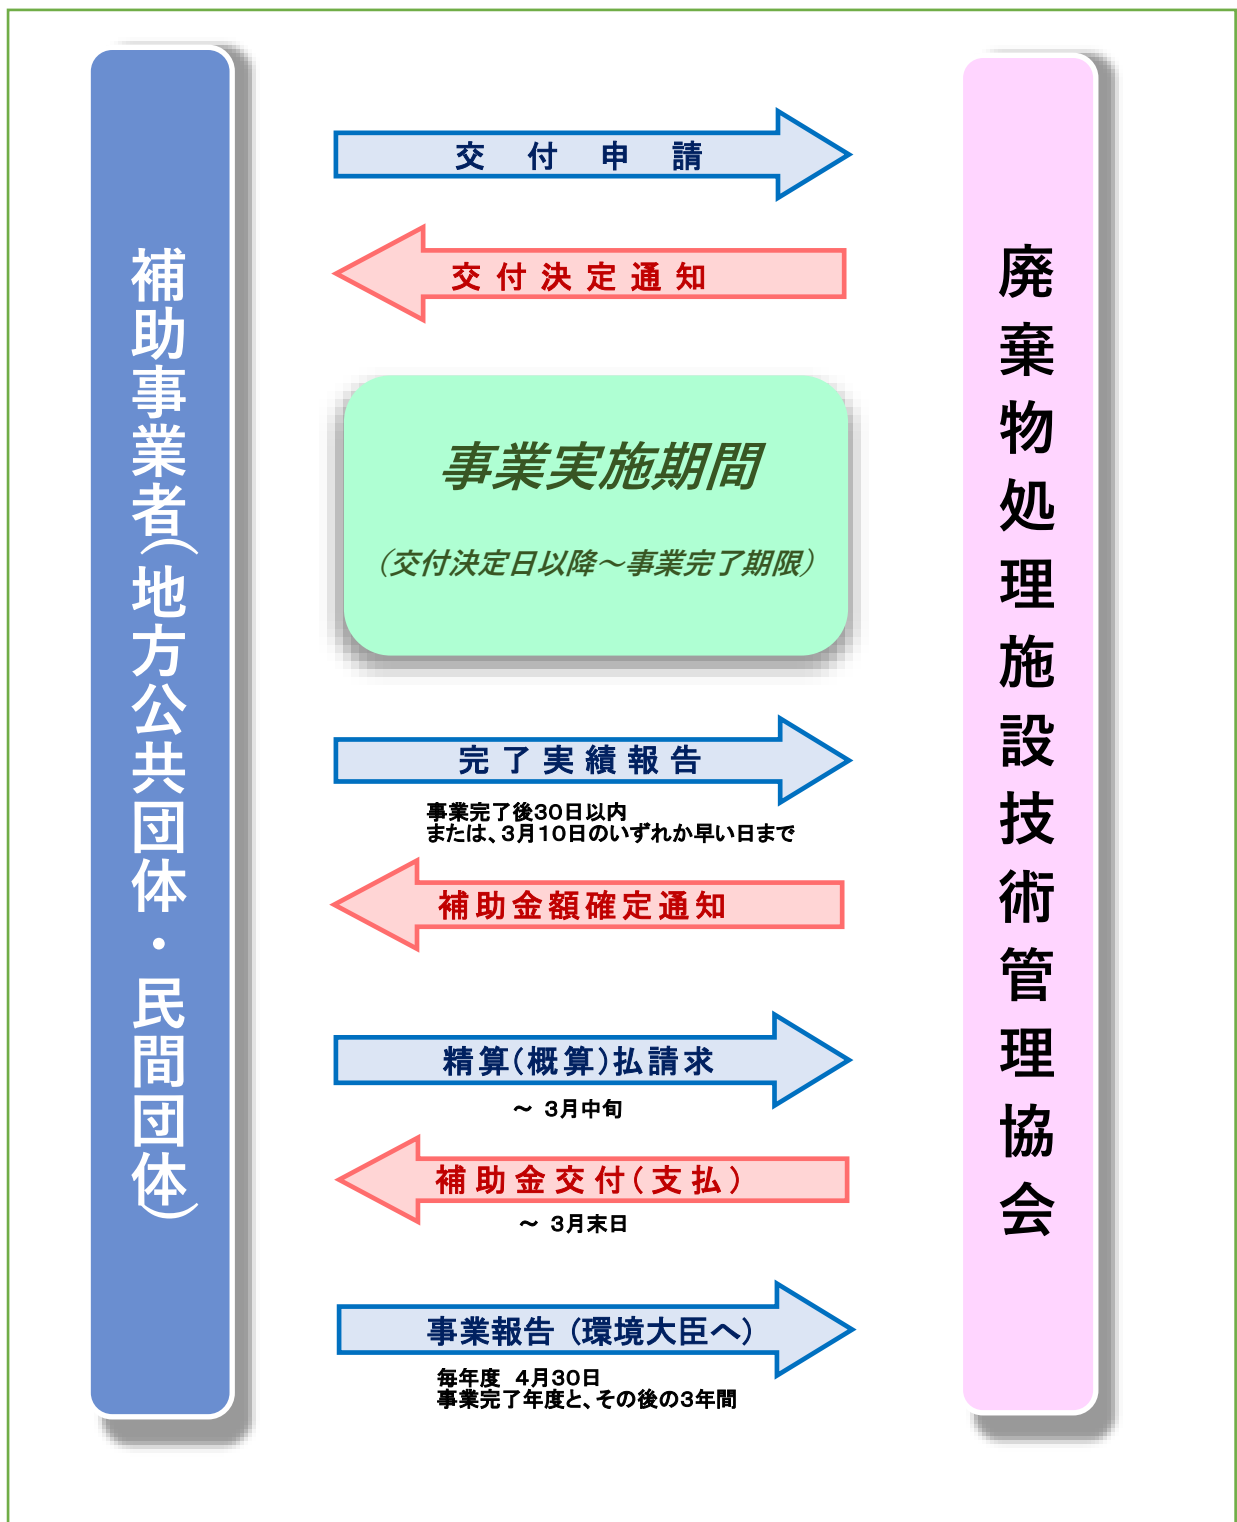 補助事業者(地方公共団体・民間団体)
交付申請
交付決定通知
事業実施期間
(交付決定日以降～事業完了期限)
完了実績報告
事業完了後30日以内
または、3月10日のいずれか早い日まで
補助金額確定通知
精算(概算)払請求
～ 3月中旬
補助金交付(支払)
～ 3月末日
事業報告 (環境大臣へ)
毎年度　4月30日
事業完了年度と、その後の3年間
廃棄物処理施設技術管理協会